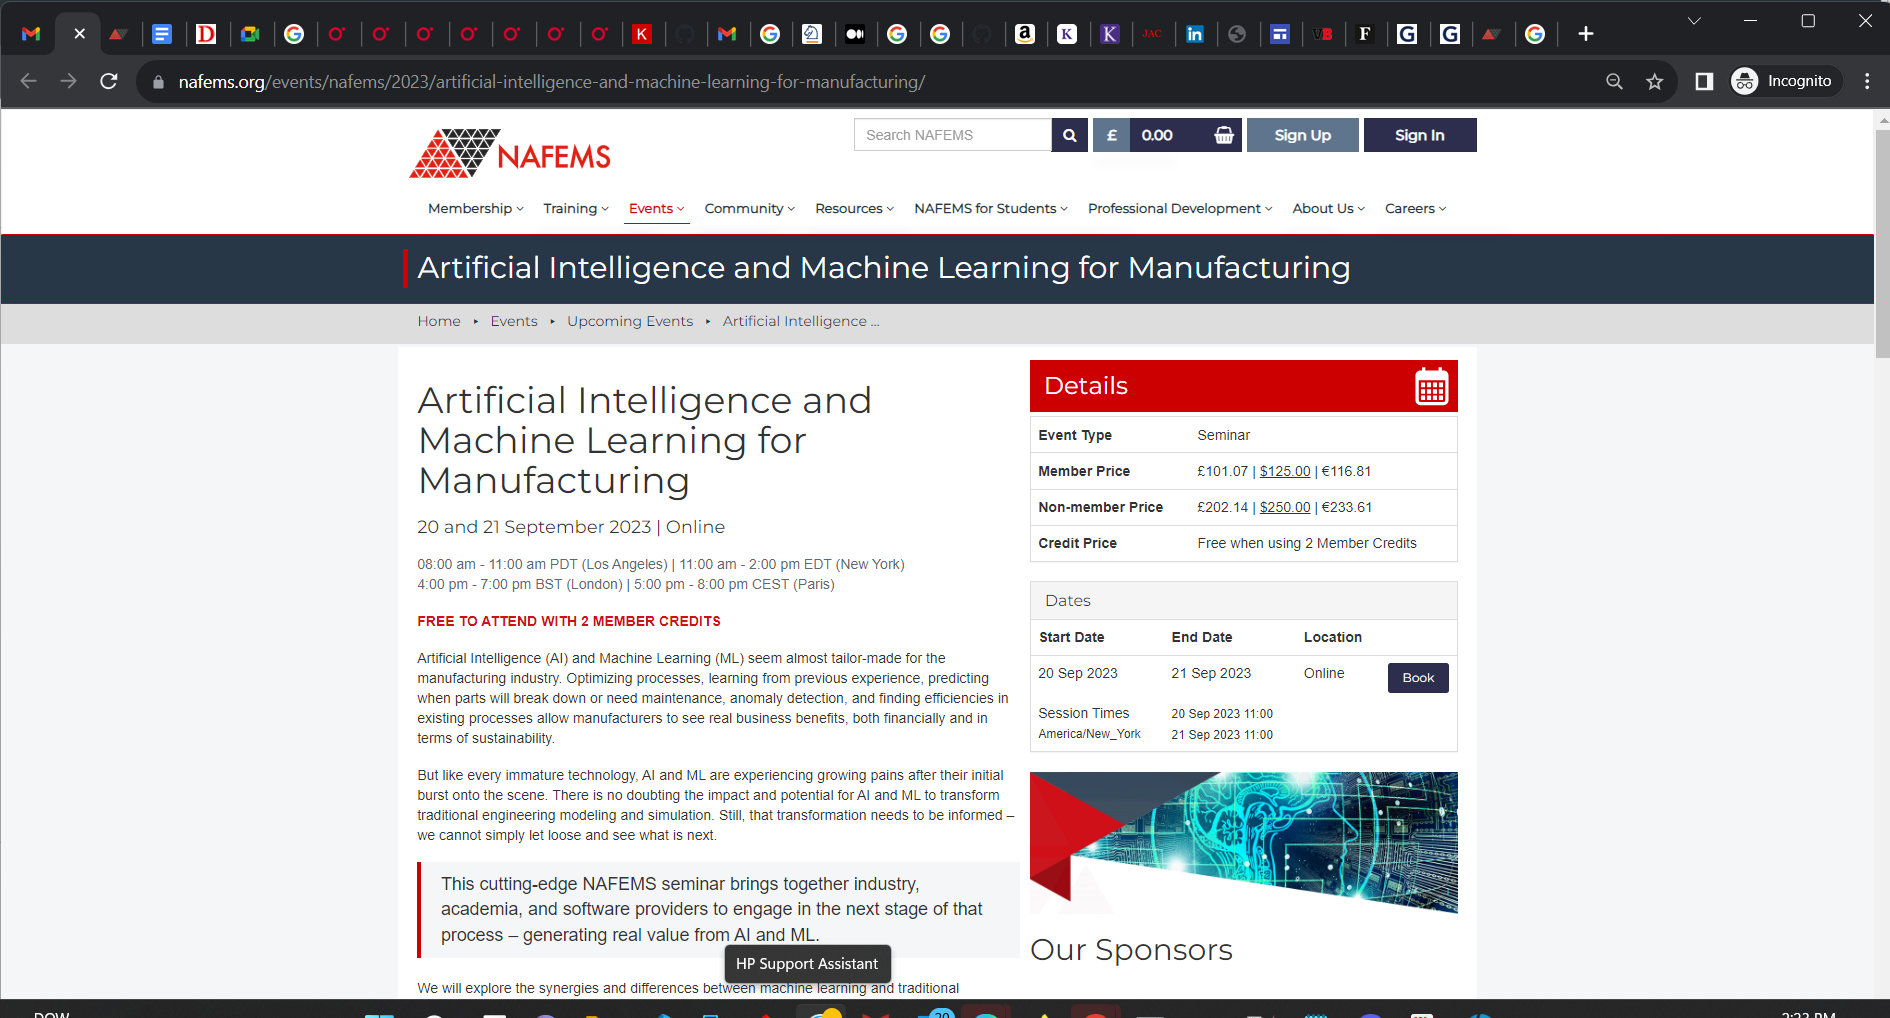 nafems.org/events/nafems/2023/artificial-intelligence-and-machine-learning-for-manufacturing/
Incognito
NAFEMS
Search NAFEMS
£ 0.00
Sign Up
Sign In
Membership
Training
Events
Community
Resources
NAFEMS for Students
Professional Development
About Us
Careers
Artificial Intelligence and Machine Learning for Manufacturing
Home ▸ Events ▸ Upcoming Events ▸ Artificial Intelligence ...
Artificial Intelligence and
Machine Learning for
Manufacturing
20 and 21 September 2023 | Online
08:00 am - 11:00 am PDT (Los Angeles) | 11:00 am - 2:00 pm EDT (New York)
4:00 pm - 7:00 pm BST (London) | 5:00 pm - 8:00 pm CEST (Paris)
FREE TO ATTEND WITH 2 MEMBER CREDITS
Artificial Intelligence (AI) and Machine Learning (ML) seem almost tailor-made for the
manufacturing industry. Optimizing processes, learning from previous experience, predicting
when parts will break down or need maintenance, anomaly detection, and finding efficiencies in
existing processes allow manufacturers to see real business benefits, both financially and in
terms of sustainability.
But like every immature technology, AI and ML are experiencing growing pains after their initial
burst onto the scene. There is no doubting the impact and potential for AI and ML to transform
traditional engineering modeling and simulation. Still, that transformation needs to be informed –
we cannot simply let loose and see what is next.
This cutting-edge NAFEMS seminar brings together industry,
academia, and software providers to engage in the next stage of that
process – generating real value from AI and ML.
We will explore the synergies and differences between machine learning and traditional
Details
Event Type Seminar
Member Price £101.07 | $125.00 | €116.81
Non-member Price £202.14 | $250.00 | €233.61
Credit Price Free when using 2 Member Credits
Dates
Start Date End Date Location
20 Sep 2023 21 Sep 2023 Online Book
Session Times 20 Sep 2023 11:00
America/New_York 21 Sep 2023 11:00
Our Sponsors
HP Support Assistant